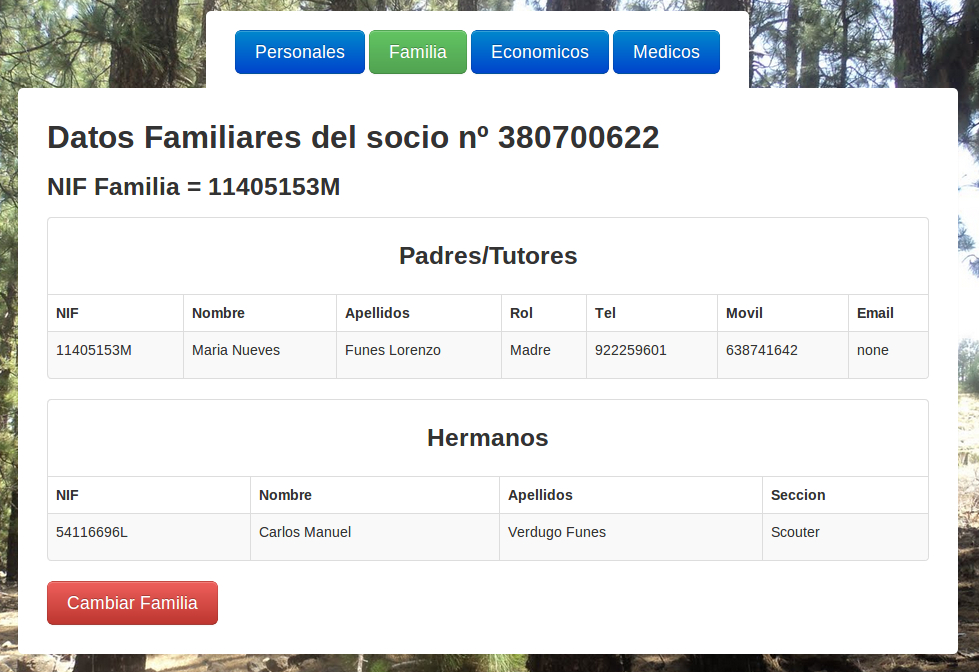 Personales Familia Economicos Medicos
Datos Familiares del socio nº 380700622
NIF Familia = 11405153M
Padres/Tutores
NIF Nombre Apellidos Rol Tel Movil Email
11405153M Maria Nueves Funes Lorenzo Madre 922259601 638741642 none
Hermanos
NIF Nombre Apellidos Seccion
54116696L Carlos Manuel Verdugo Funes Scouter
Cambiar Familia